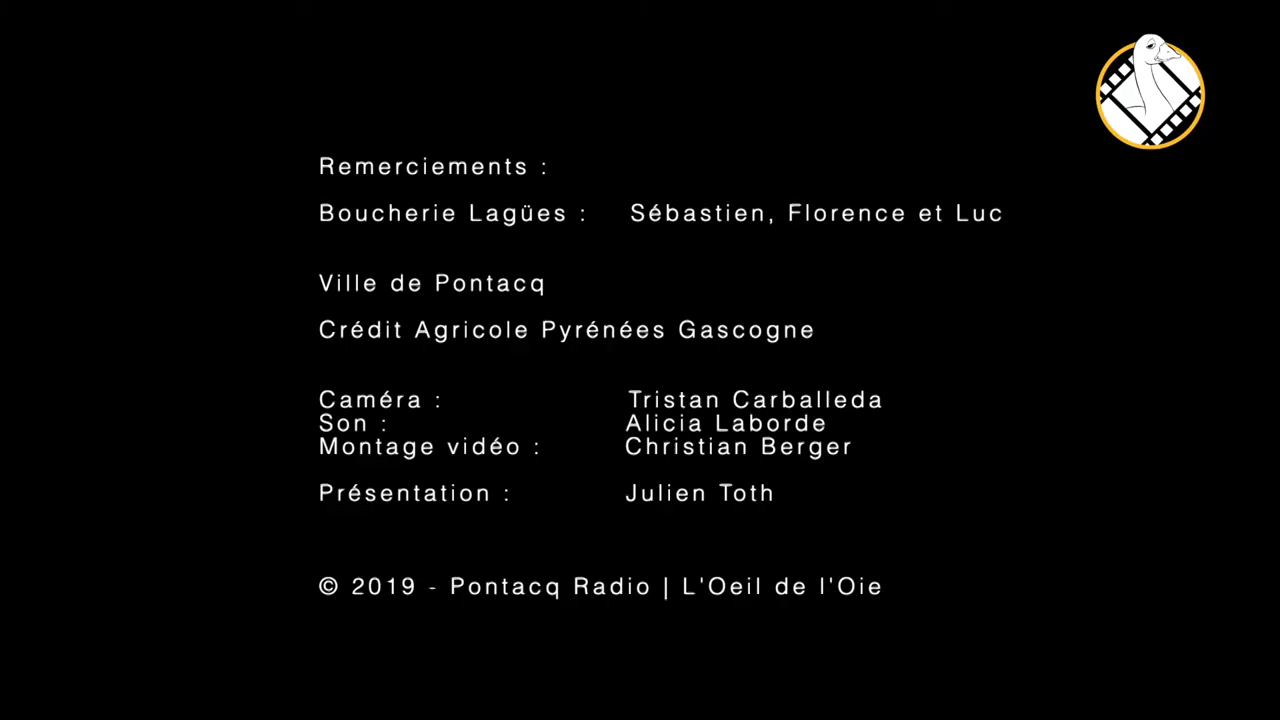 Remerciements :
Boucherie Lagües : Sébastien, Florence et Luc
Ville de Pontacq
Crédit Agricole Pyrénées Gascogne
Caméra : Tristan Carballeda
Son : Alicia Laborde
Montage vidéo : Christian Berger
Présentation : Julien Toth
© 2019 - Pontacq Radio | L'Oeil de l'Oie